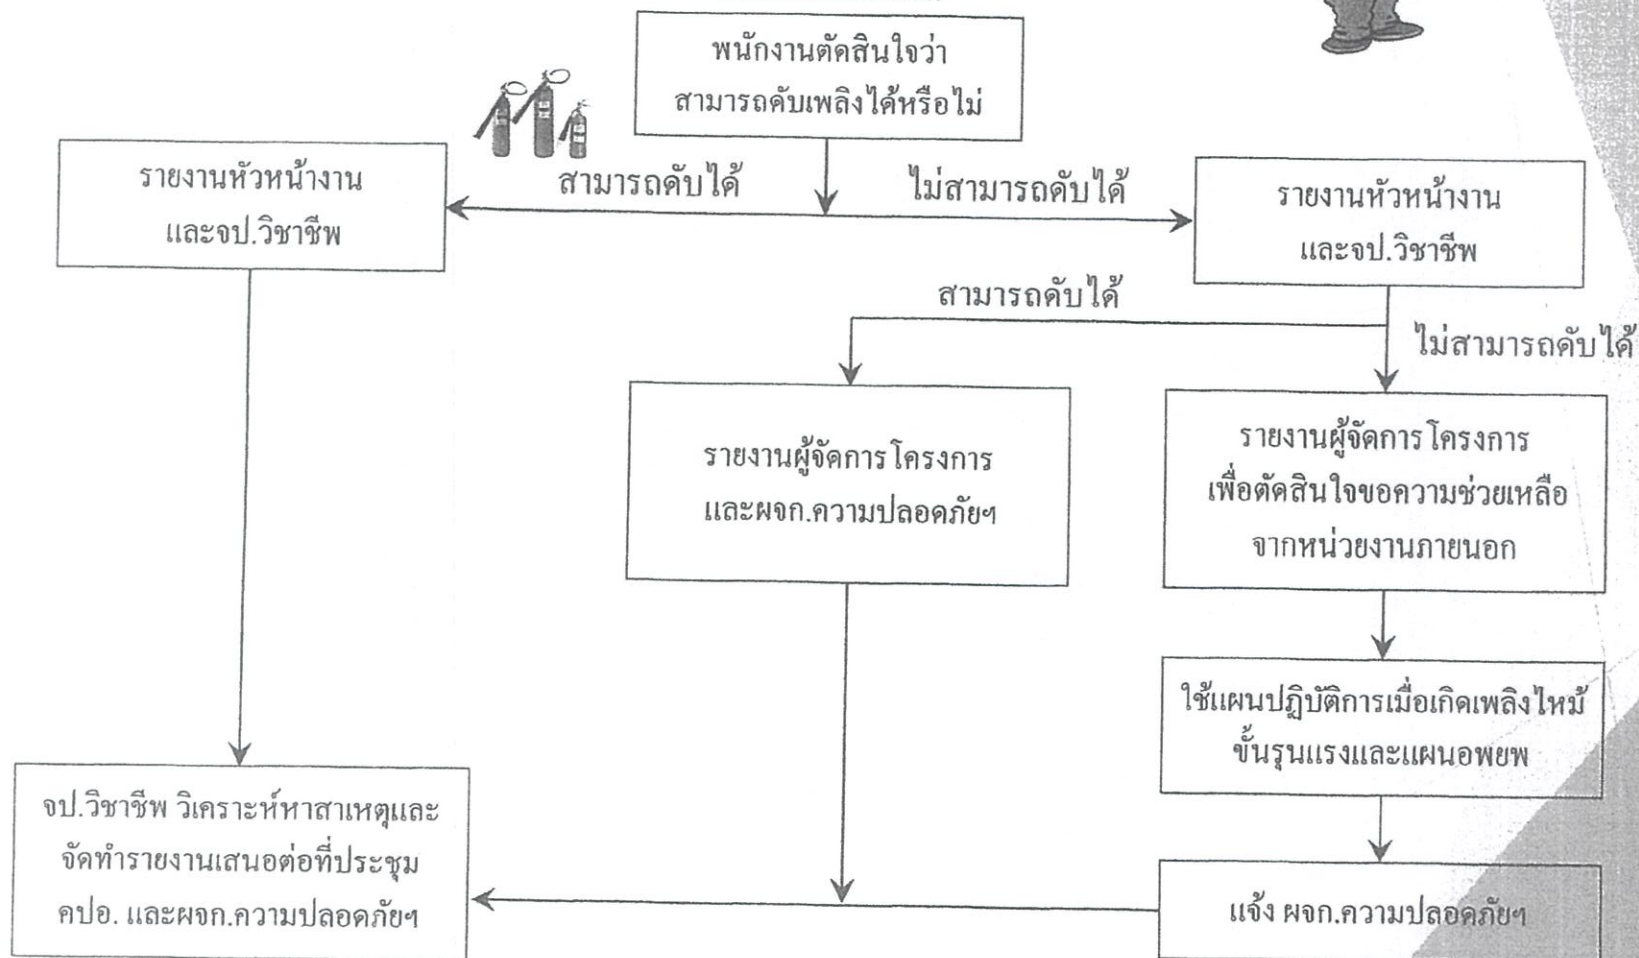 พนักงานตัดสินใจว่า
สามารถดับเพลิงได้หรือไม่
สามารถดับได้
ไม่สามารถดับได้
รายงานหัวหน้างาน
และจป.วิชาชีพ
รายงานหัวหน้างาน
และจป.วิชาชีพ
สามารถดับได้
ไม่สามารถดับได้
รายงานผู้จัดการโครงการ
และผจก.ความปลอดภัยฯ
รายงานผู้จัดการโครงการ
เพื่อตัดสินใจขอความช่วยเหลือ
จากหน่วยงานภายนอก
ใช้แผนปฏิบัติการเมื่อเกิดเพลิงไหม้
ขั้นรุนแรงและแผนอพยพ
จป.วิชาชีพ วิเคราะห์หาสาเหตุและ
จัดทำรายงานเสนอต่อที่ประชุม
คปอ. และผจก.ความปลอดภัยฯ
แจ้ง ผจก.ความปลอดภัยฯ